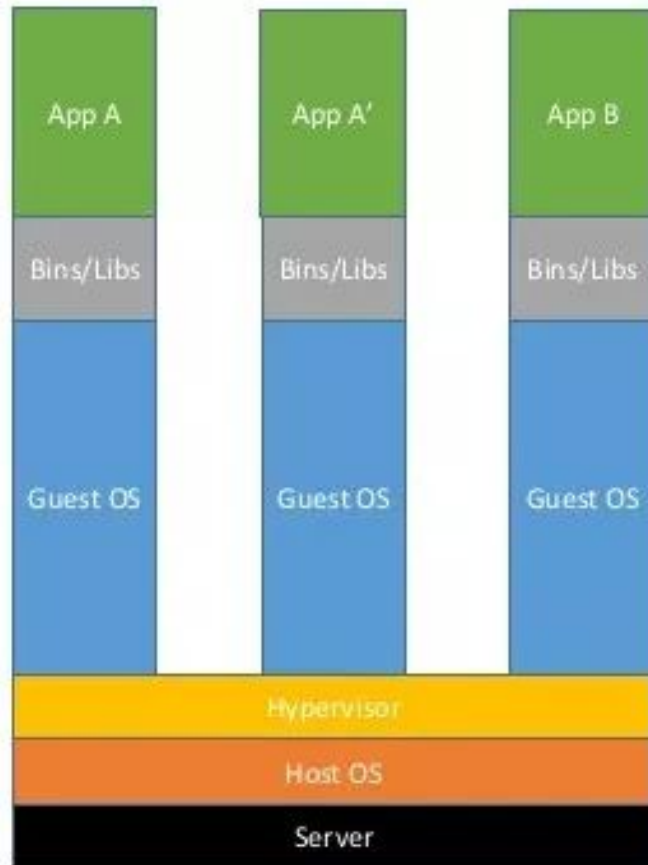 App A
App A’
App B
Bins/Libs
Bins/Libs
Bins/Libs
Guest OS
Guest OS
Guest OS
Hypervisor
Host OS
Server